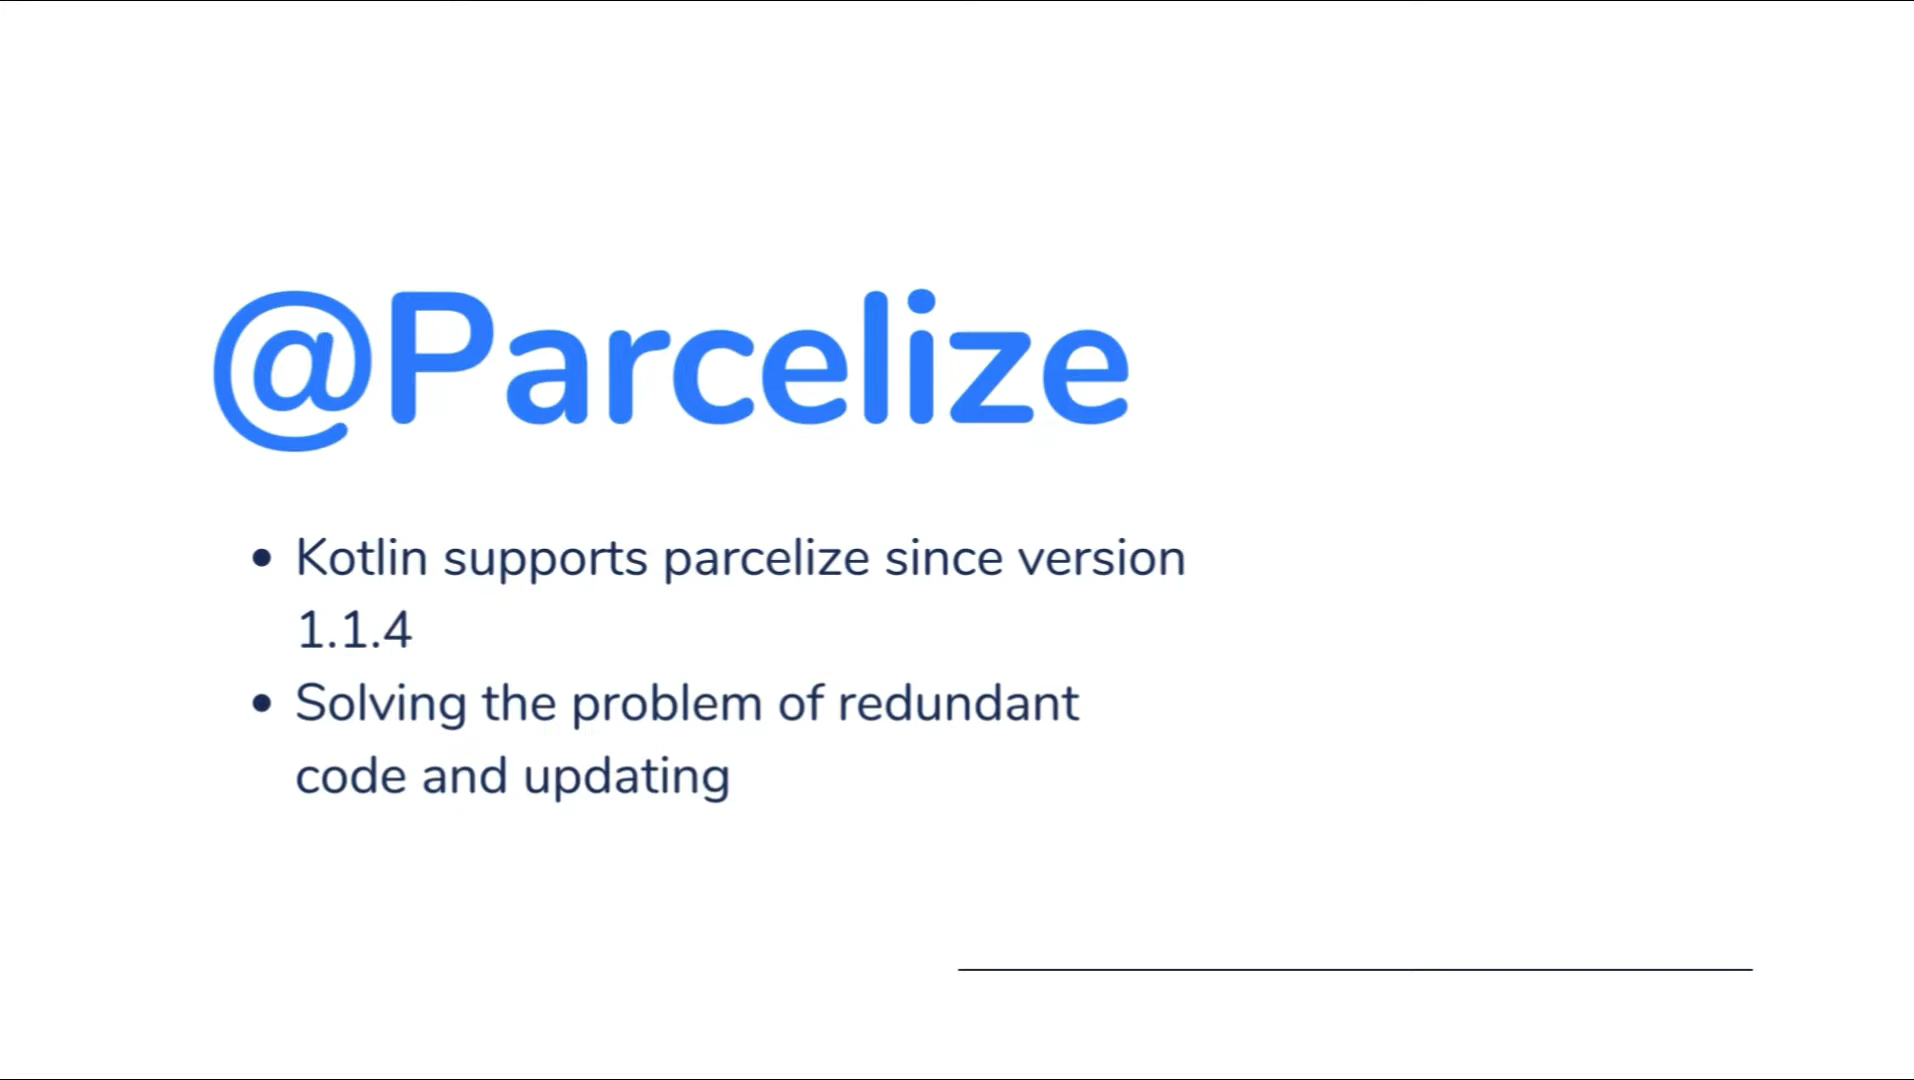 @Parcelize
• Kotlin supports parcelize since version
1.1.4
• Solving the problem of redundant
code and updating